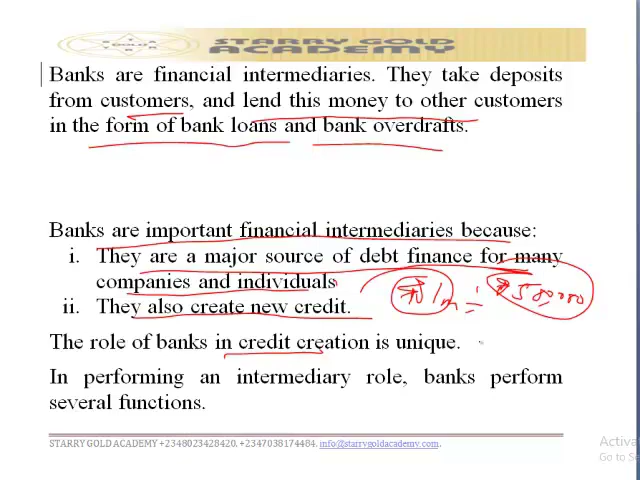 STARRY GOLD
ACADEMY
Banks are financial intermediaries. They take deposits
from customers, and lend this money to other customers
in the form of bank loans and bank overdrafts.
Banks are important financial intermediaries because:
i. They are a major source of debt finance for many
companies and individuals
ii. They also create new credit.
The role of banks in credit creation is unique.
In performing an intermediary role, banks perform
several functions.
STARRY GOLD ACADEMY +2348023428420. +2347038174484. info@starrygoldacademy.com.
Activa
Go to Se